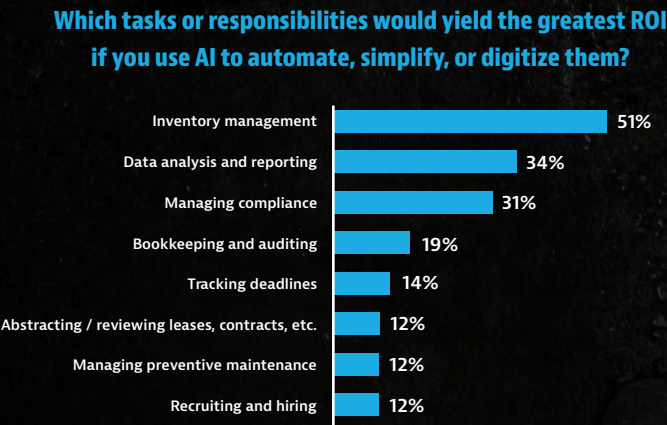 Which tasks or responsibilities would yield the greatest ROI
if you use AI to automate, simplify, or digitize them?
Inventory management 51%
Data analysis and reporting 34%
Managing compliance 31%
Bookkeeping and auditing 19%
Tracking deadlines 14%
Abstracting / reviewing leases, contracts, etc. 12%
Managing preventive maintenance 12%
Recruiting and hiring 12%